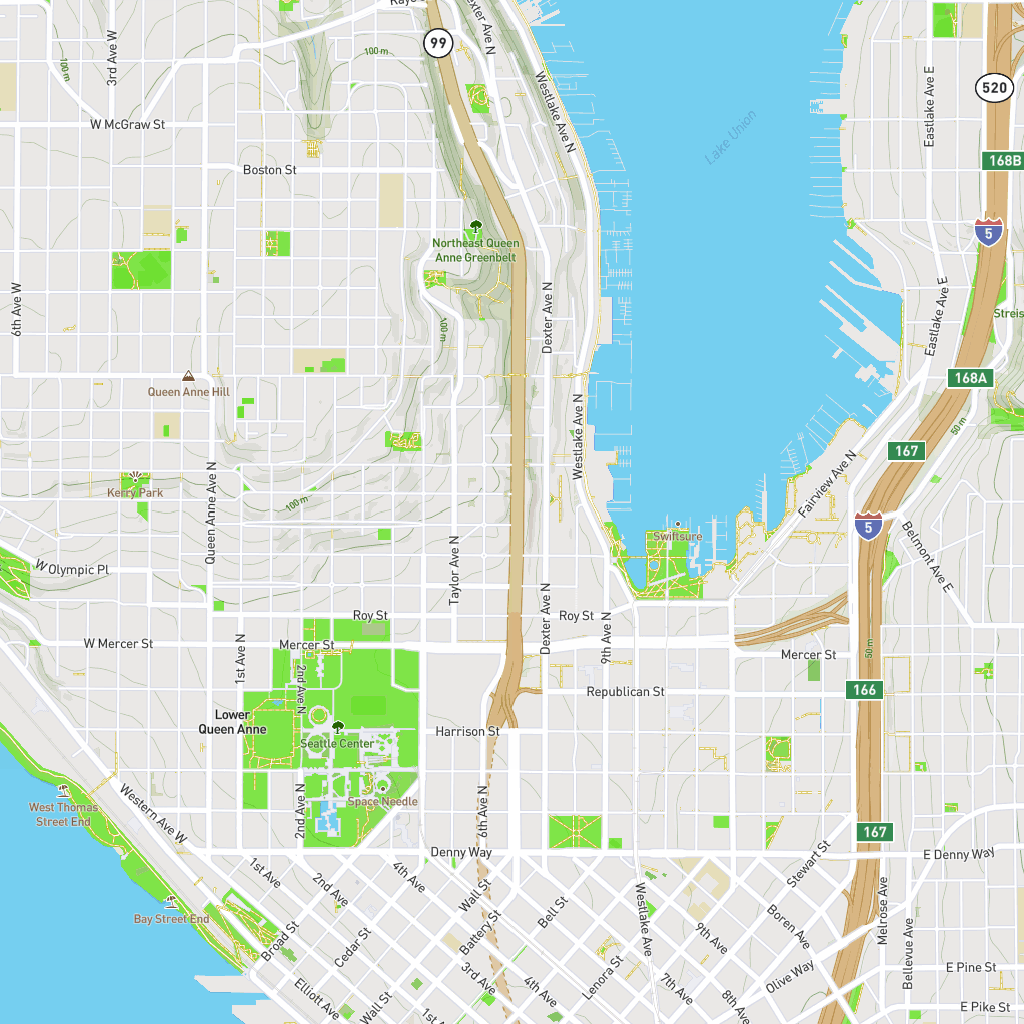 Raye S
Dexter Ave N
99
3rd Ave W
100 m
100 m
Westlake Ave N
Eastlake Ave E
520
W McGraw St
Lake Union
168B
Boston St
5
Northeast Queen
Anne Greenbelt
6th Ave W
Dexter Ave N
Eastlake Ave E
Streis
100 m
168A
Queen Anne Hill
50 m
Westlake Ave N
167
Kerry Park
Queen Anne Ave N
100 m
Fairview Ave N
5
Swiftsure
Belmont Ave E
Taylor Ave N
W Olympic Pl
Dexter Ave N
Roy St
Roy St
9th Ave N
W Mercer St
1st Ave N
Mercer St
50 m
Mercer St
2nd Ave N
Republican St
166
Lower
Queen Anne
Harrison St
Seattle Center
West Thomas
Street End
Space Needle
Western Ave W
2nd Ave N
6th Ave N
167
Denny Way
E Denny Way
1st Ave
2nd Ave
4th Ave
Stewart St
Wall St
Bell St
Westlake Ave
Melrose Ave
Bellevue Ave
Bay Street End
Broad St
Cedar St
Battery St
9th Ave
Boren Ave
E Pine St
3rd Ave
Lenora St
Olive Way
Elliott Ave
Wall St
4th Ave
7th Ave
8th Ave
1st A
E Pike St